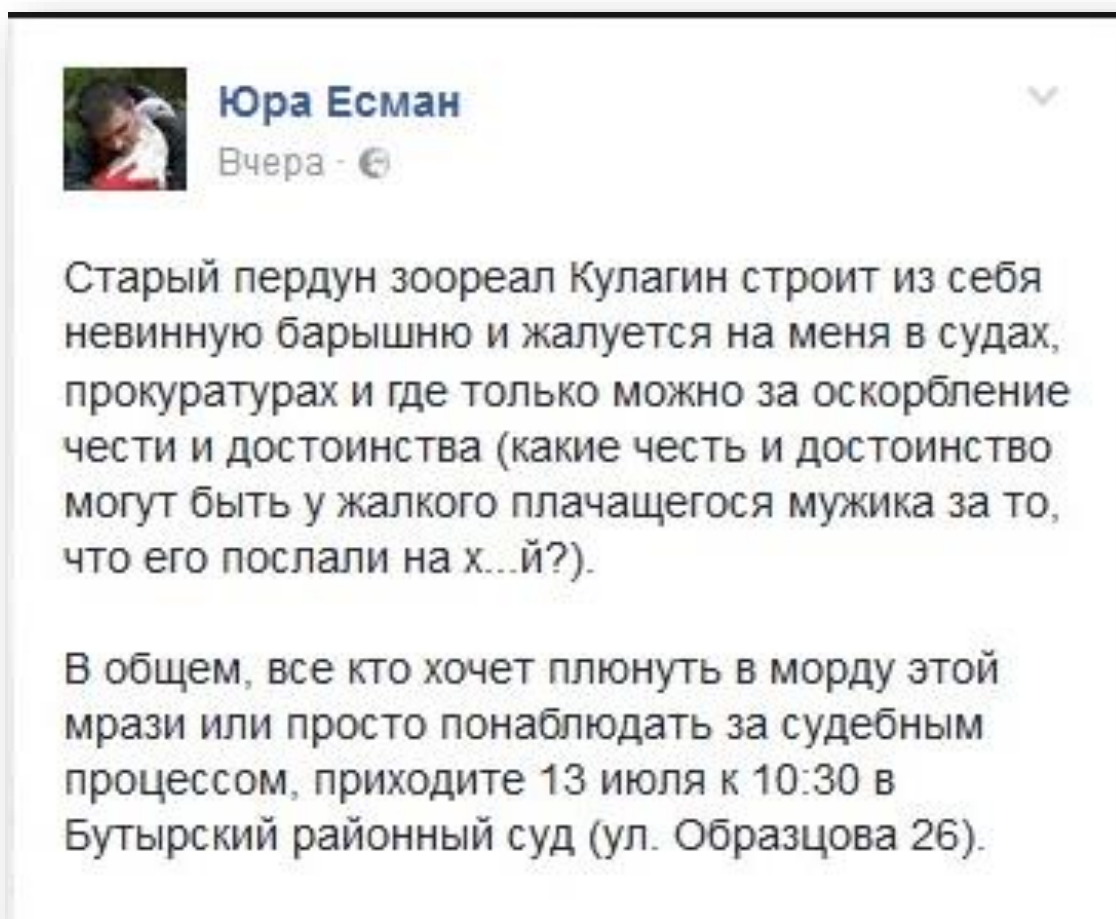 Юра Есман
Вчера ·
Старый пердун зоореал Кулагин строит из себя
невинную барышню и жалуется на меня в судах,
прокуратурах и где только можно за оскорбление
чести и достоинства (какие честь и достоинство
могут быть у жалкого плачащегося мужика за то,
что его послали на х...й?).
В общем, все кто хочет плюнуть в морду этой
мрази или просто понаблюдать за судебным
процессом, приходите 13 июля к 10:30 в
Бутырский районный суд (ул. Образцова 26).